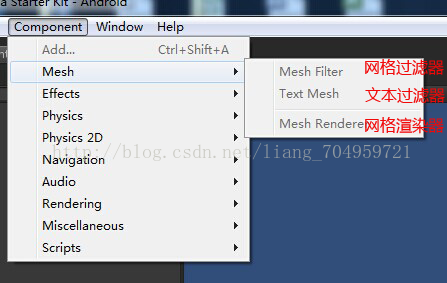 a Starter Kit - Android
Component Window Help
Add... Ctrl+Shift+A
Mesh
Effects
Physics
Physics 2D
Navigation
Audio
Rendering
Miscellaneous
Scripts
Mesh Filter 网格过滤器
Text Mesh 文本过滤器
Mesh Rendere 网格渲染器
http://blog.csdn.net/liang_704959721